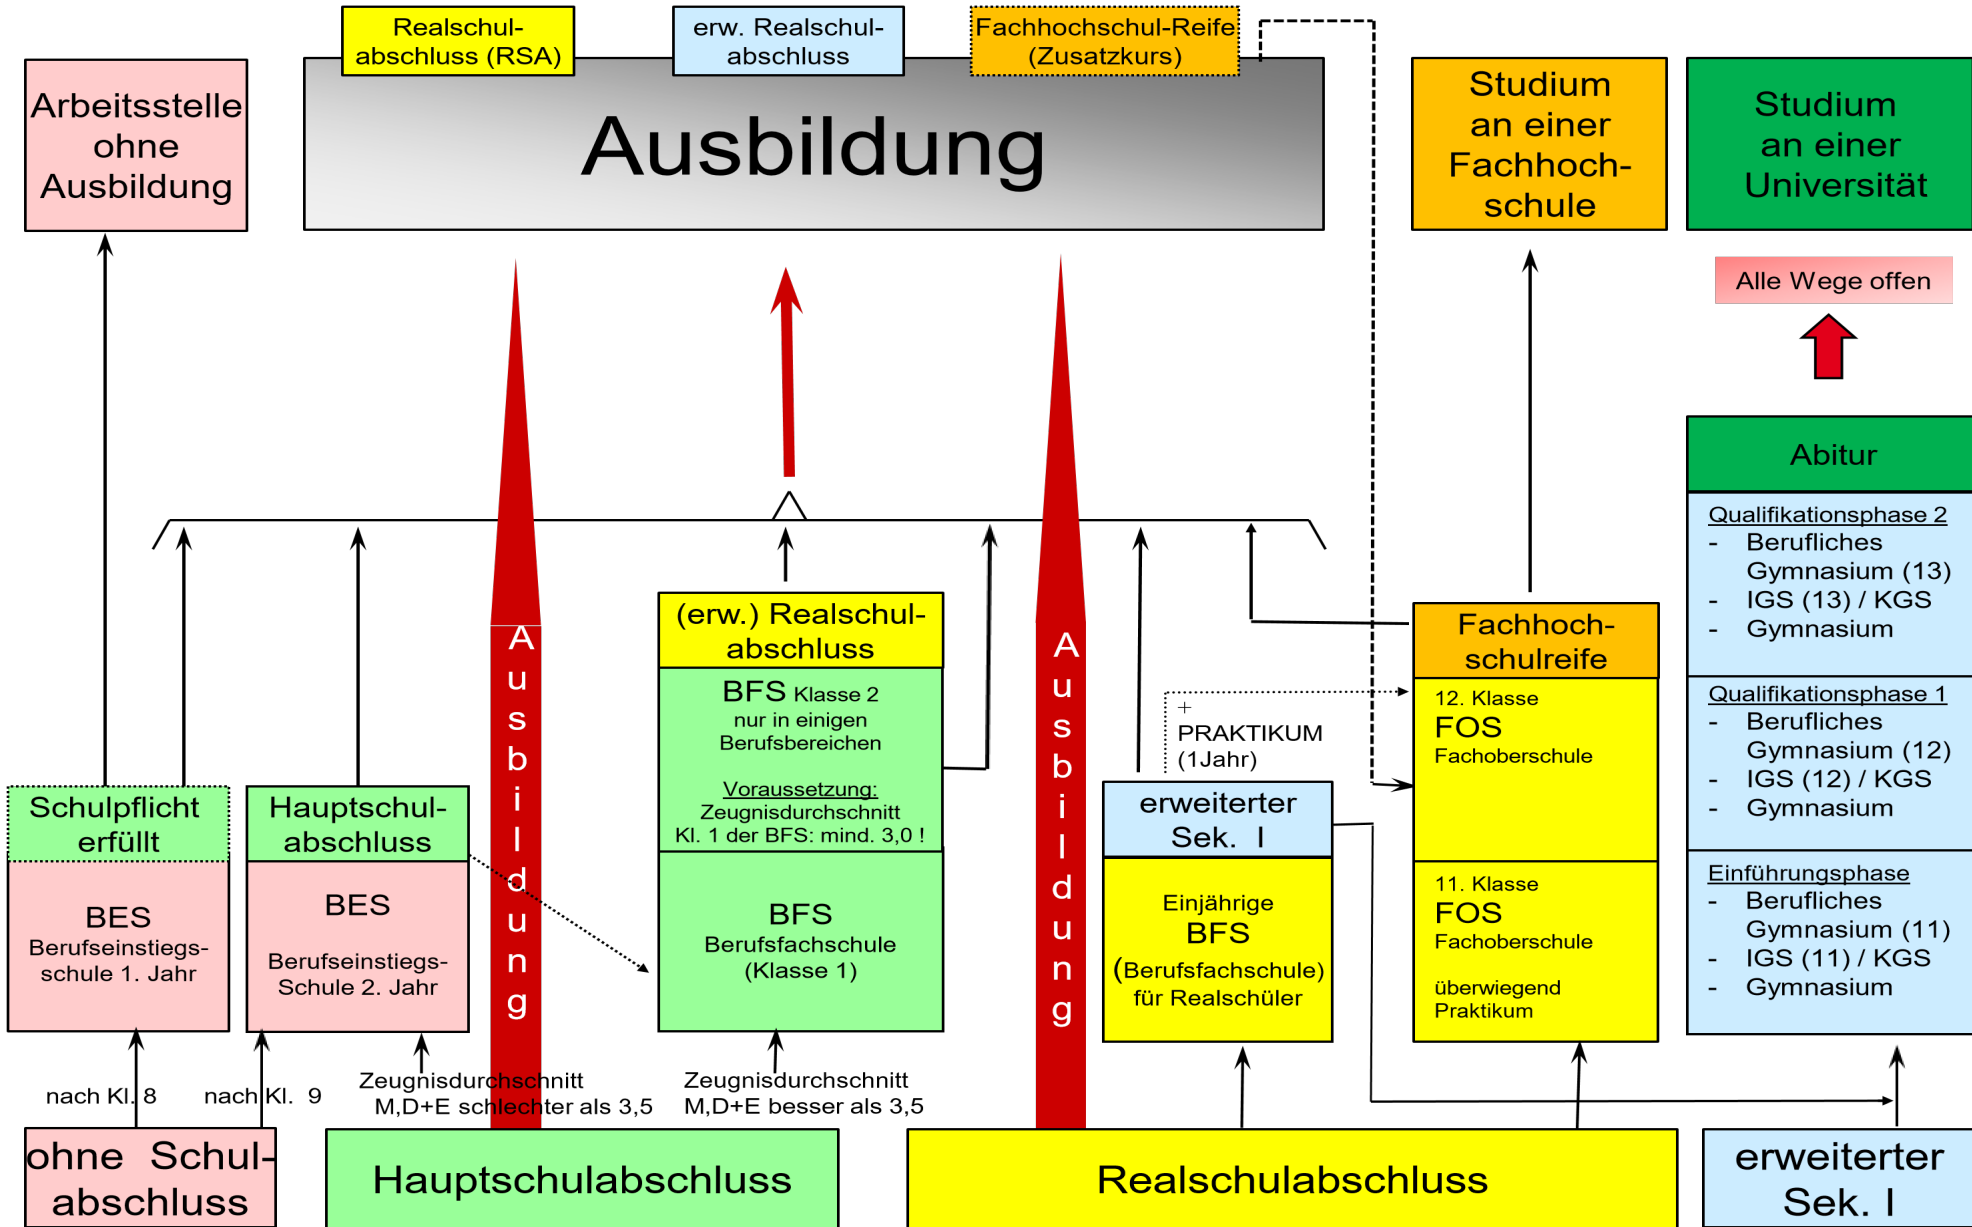 Realschul-
abschluss (RSA)
erw. Realschul-
abschluss
Fachhochschul-Reife
(Zusatzkurs)
Arbeitsstelle
ohne
Ausbildung
Ausbildung
Studium
an einer
Fachhoch-
schule
Studium
an einer
Universität
Alle Wege offen
Abitur
Qualifikationsphase 2
- Berufliches
Gymnasium (13)
- IGS (13) / KGS
- Gymnasium
Qualifikationsphase 1
- Berufliches
Gymnasium (12)
- IGS (12) / KGS
- Gymnasium
Einführungsphase
- Berufliches
Gymnasium (11)
- IGS (11) / KGS
- Gymnasium
Schulpflicht
erfüllt
BES
Berufseinstiegs-
schule 1. Jahr
Hauptschul-
abschluss
BES
Berufseinstiegs-
Schule 2. Jahr
Ausbildung
(erw.) Realschul-
abschluss
BFS Klasse 2
nur in einigen
Berufsbereichen
Voraussetzung:
Zeugnisdurchschnitt
Kl. 1 der BFS: mind. 3,0 !
BFS
Berufsfachschule
(Klasse 1)
Ausbildung
+
PRAKTIKUM
(1Jahr)
erweiterter
Sek. I
Einjährige
BFS
(Berufsfachschule)
für Realschüler
Fachhoch-
schulreife
12. Klasse
FOS
Fachoberschule
11. Klasse
FOS
Fachoberschule
überwiegend
Praktikum
nach Kl. 8
nach Kl. 9
Zeugnisdurchschnitt
M,D+E schlechter als 3,5
Zeugnisdurchschnitt
M,D+E besser als 3,5
ohne Schul-
abschluss
Hauptschulabschluss
Realschulabschluss
erweiterter
Sek. I